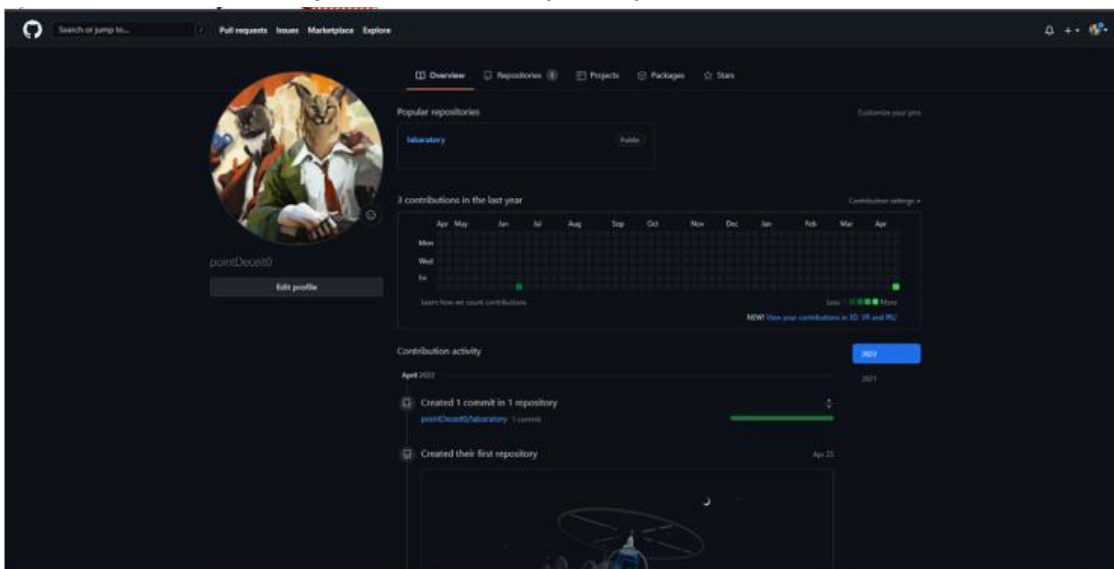 Search or jump to...
/
Pull requests Issues Marketplace Explore
Overview Repositories 1 Projects Packages Stars
Popular repositories
Customize your pins
labaratory
Public
3 contributions in the last year
Contribution settings
Apr May Jun Jul Aug Sep Oct Nov Dec Jan Feb Mar Apr
Mon
Wed
Fri
Learn how we count contributions
Less More
NEW! View your contributions in 3D, VR and IRL!
pointDeceit0
Edit profile
Contribution activity
2022
2021
April 2022
Created 1 commit in 1 repository
pointDeceit0/labaratory 1 commit
Created their first repository